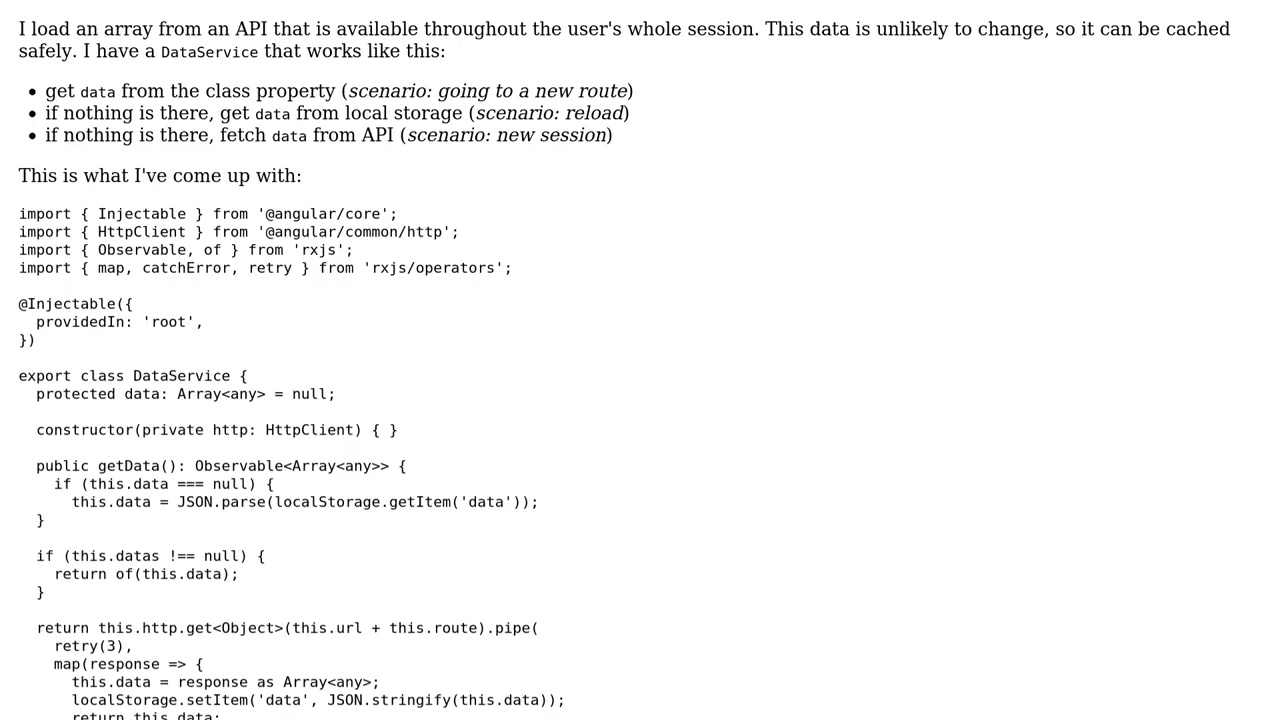 I load an array from an API that is available throughout the user's whole session. This data is unlikely to change, so it can be cached
safely. I have a DataService that works like this:
• get data from the class property (scenario: going to a new route)
• if nothing is there, get data from local storage (scenario: reload)
• if nothing is there, fetch data from API (scenario: new session)
This is what I've come up with:
import { Injectable } from '@angular/core';
import { HttpClient } from '@angular/common/http';
import { Observable, of } from 'rxjs';
import { map, catchError, retry } from 'rxjs/operators';
@Injectable({
  providedIn: 'root',
})
export class DataService {
  protected data: Array<any> = null;
  constructor(private http: HttpClient) { }
  public getData(): Observable<Array<any>> {
    if (this.data === null) {
      this.data = JSON.parse(localStorage.getItem('data'));
  }
  if (this.datas !== null) {
    return of(this.data);
  }
  return this.http.get<Object>(this.url + this.route).pipe(
    retry(3),
    map(response => {
      this.data = response as Array<any>;
      localStorage.setItem('data', JSON.stringify(this.data));
      return this.data;